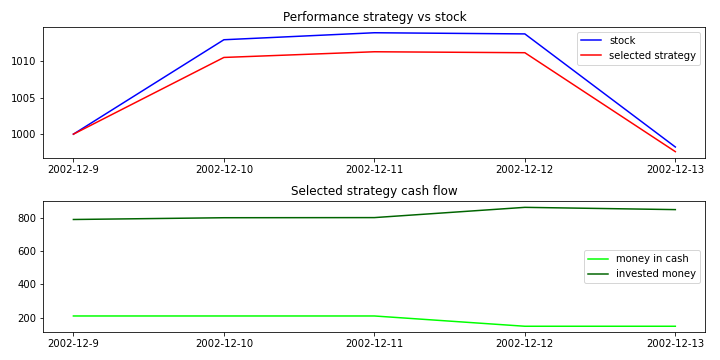 Performance strategy vs stock
stock
selected strategy
1010
1005
1000
2002-12-9 2002-12-10 2002-12-11 2002-12-12 2002-12-13
Selected strategy cash flow
800
600
money in cash
invested money
400
200
2002-12-9 2002-12-10 2002-12-11 2002-12-12 2002-12-13